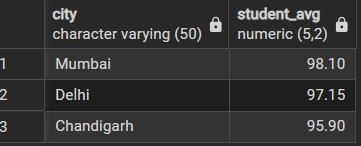 city student_avg
character varying (50) numeric (5,2)
1 Mumbai 98.10
2 Delhi 97.15
3 Chandigarh 95.90